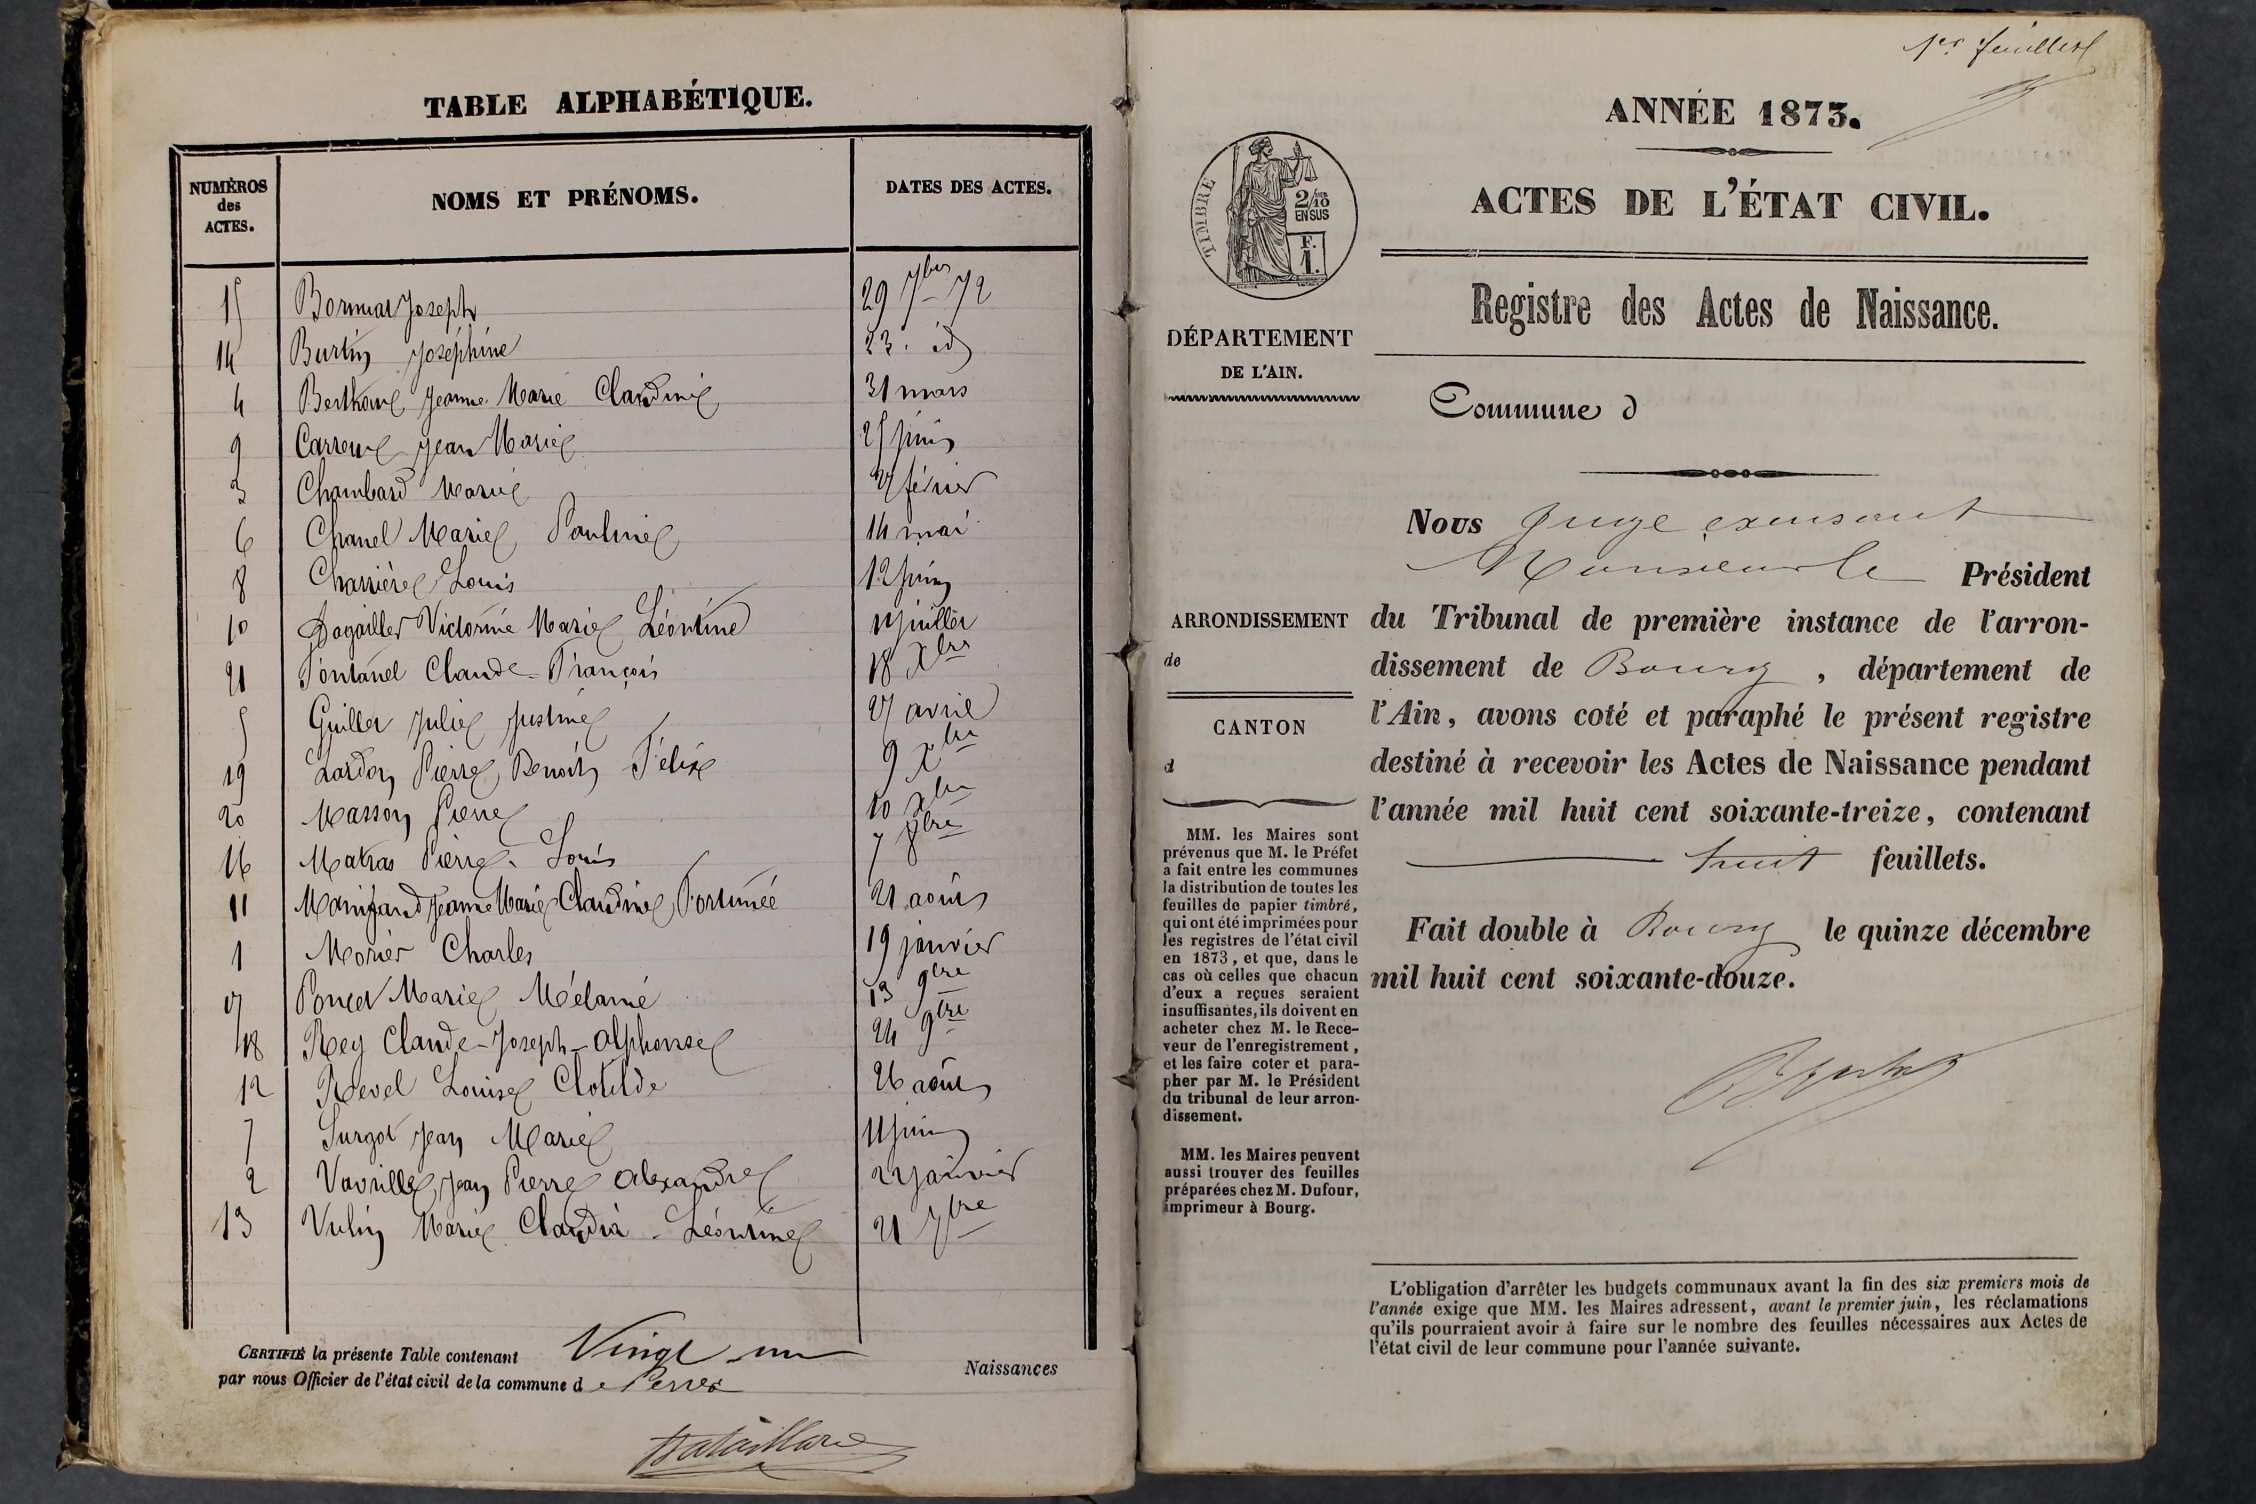 TABLE ALPHABÉTIQUE.
NUMÉROS des ACTES.
NOMS ET PRÉNOMS.
DATES DES ACTES.
15 Bormat Joseph 29 7bre 72
14 Burtin Joséphine 23. id
4 Berthoud Jeanne Marie Claudine 31 mars
9 Carreud Jean Marie 25 juin
3 Chambard Marie 27 février
6 Chanel Marie Pauline 14 mai
8 Charrière Louis 12 juin
10 Dagaillet Victorine Marie Léontine juillet
21 Fontanel Claude-François 18 Xbre
5 Guillet Julie Justine 27 avril
19 Lardon Pierre Benoit Félix 9 Xbre
20 Masson Pierre 10 Xbre
16 Matras Pierre-Louis 7 8bre
11 Jeanne Marie Claudine Fortunée 21 août
1 Morier Charles 19 janvier
17 Poncet Marie Mélanie 13 9bre
18 Rey Claude-Joseph-Alphonse 24 9bre
12 Revel Louise Clotilde 26 août
7 Surgot Jean Marie 11 juin
2 Vavrille Jean Pierre Alexandre janvier
13 Vulin Marie Claudia-Léontine 21 7bre
CERTIFIÉ la présente Table contenant Vingt un Naissances
par nous Officier de l'état civil de la commune de Perrex
Bataillard
1er feuillet
ANNÉE 1873.
TIMBRE
2/10
EN SUS
F.
1.
ACTES DE L'ÉTAT CIVIL.
Registre des Actes de Naissance.
DÉPARTEMENT
DE L'AIN.
Commune d
ARRONDISSEMENT
de
CANTON
d
MM. les Maires sont
prévenus que M. le Préfet
a fait entre les communes
la distribution de toutes les
feuilles de papier timbré,
qui ont été imprimées pour
les registres de l'état civil
en 1873, et que, dans le
cas où celles que chacun
d'eux a reçues seraient
insuffisantes, ils doivent en
acheter chez M. le Rece-
veur de l'enregistrement,
et les faire coter et para-
pher par M. le Président
du tribunal de leur arron-
dissement.
MM. les Maires peuvent
aussi trouver des feuilles
préparées chez M. Dufour,
imprimeur à Bourg.
Nous Juge excusant
Monsieur le Président
du Tribunal de première instance de l'arron-
dissement de Bourg, département de
l'Ain, avons coté et paraphé le présent registre
destiné à recevoir les Actes de Naissance pendant
l'année mil huit cent soixante-treize, contenant
huit feuillets.
Fait double à Bourg le quinze décembre
mil huit cent soixante-douze.
L'obligation d'arrêter les budgets communaux avant la fin des six premiers mois de
l'année exige que MM. les Maires adressent, avant le premier juin, les réclamations
qu'ils pourraient avoir à faire sur le nombre des feuilles nécessaires aux Actes de
l'état civil de leur commune pour l'année suivante.